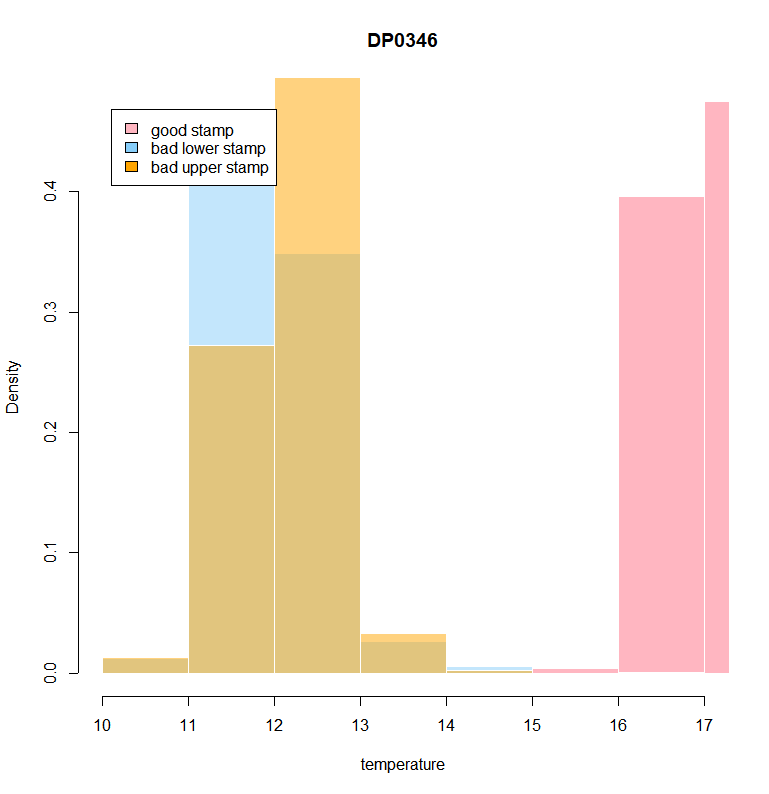 DP0346
good stamp
bad lower stamp
bad upper stamp
0.4
0.3
0.2
0.1
0.0
Density
10 11 12 13 14 15 16 17
temperature